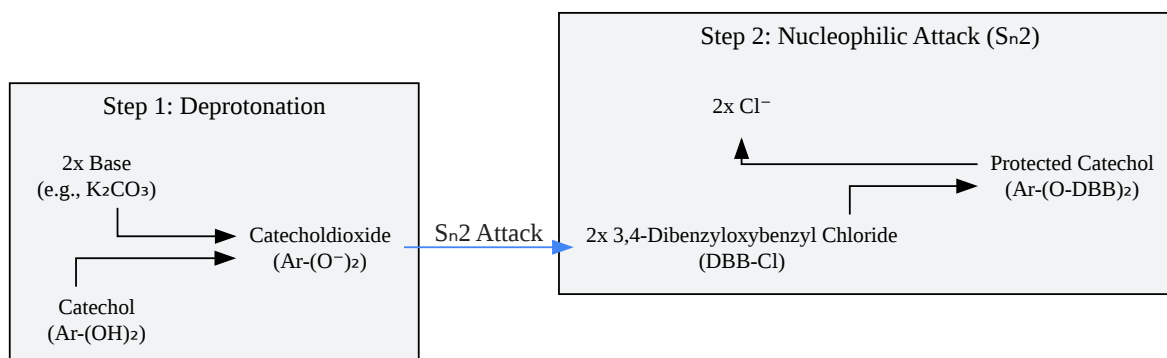 Step 1: Deprotonation
2x Base
(e.g., K₂CO₃)
Catecholdioxide
(Ar-(O⁻)₂)
Catechol
(Ar-(OH)₂)
Sₙ2 Attack
Step 2: Nucleophilic Attack (Sₙ2)
2x Cl⁻
Protected Catechol
(Ar-(O-DBB)₂)
2x 3,4-Dibenzyloxybenzyl Chloride
(DBB-Cl)